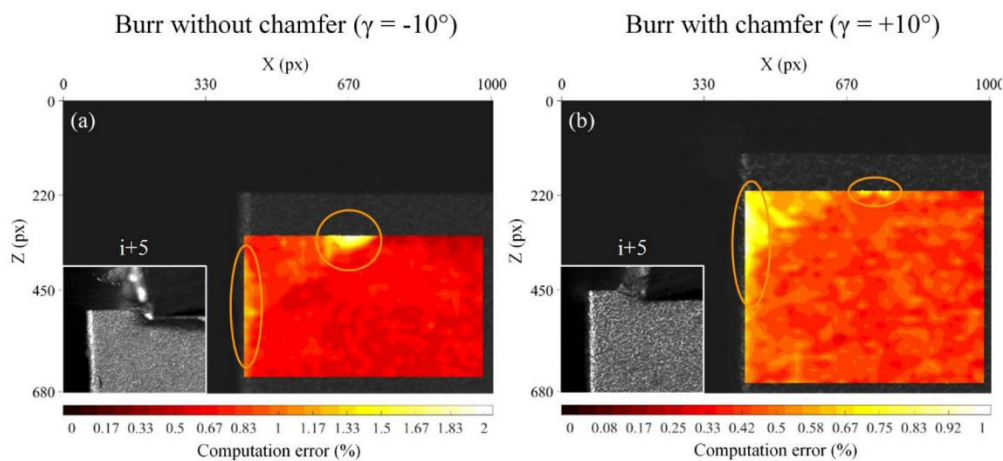 Burr without chamfer (γ = -10°)
Burr with chamfer (γ = +10°)
X (px)
0 330 670 1000
Z (px)
0
220
450
680
(a)
i+5
0 0.17 0.33 0.5 0.67 0.83 1 1.17 1.33 1.5 1.67 1.83 2
Computation error (%)
X (px)
0 330 670 1000
Z (px)
0
220
450
680
(b)
i+5
0 0.08 0.17 0.25 0.33 0.42 0.5 0.58 0.67 0.75 0.83 0.92 1
Computation error (%)